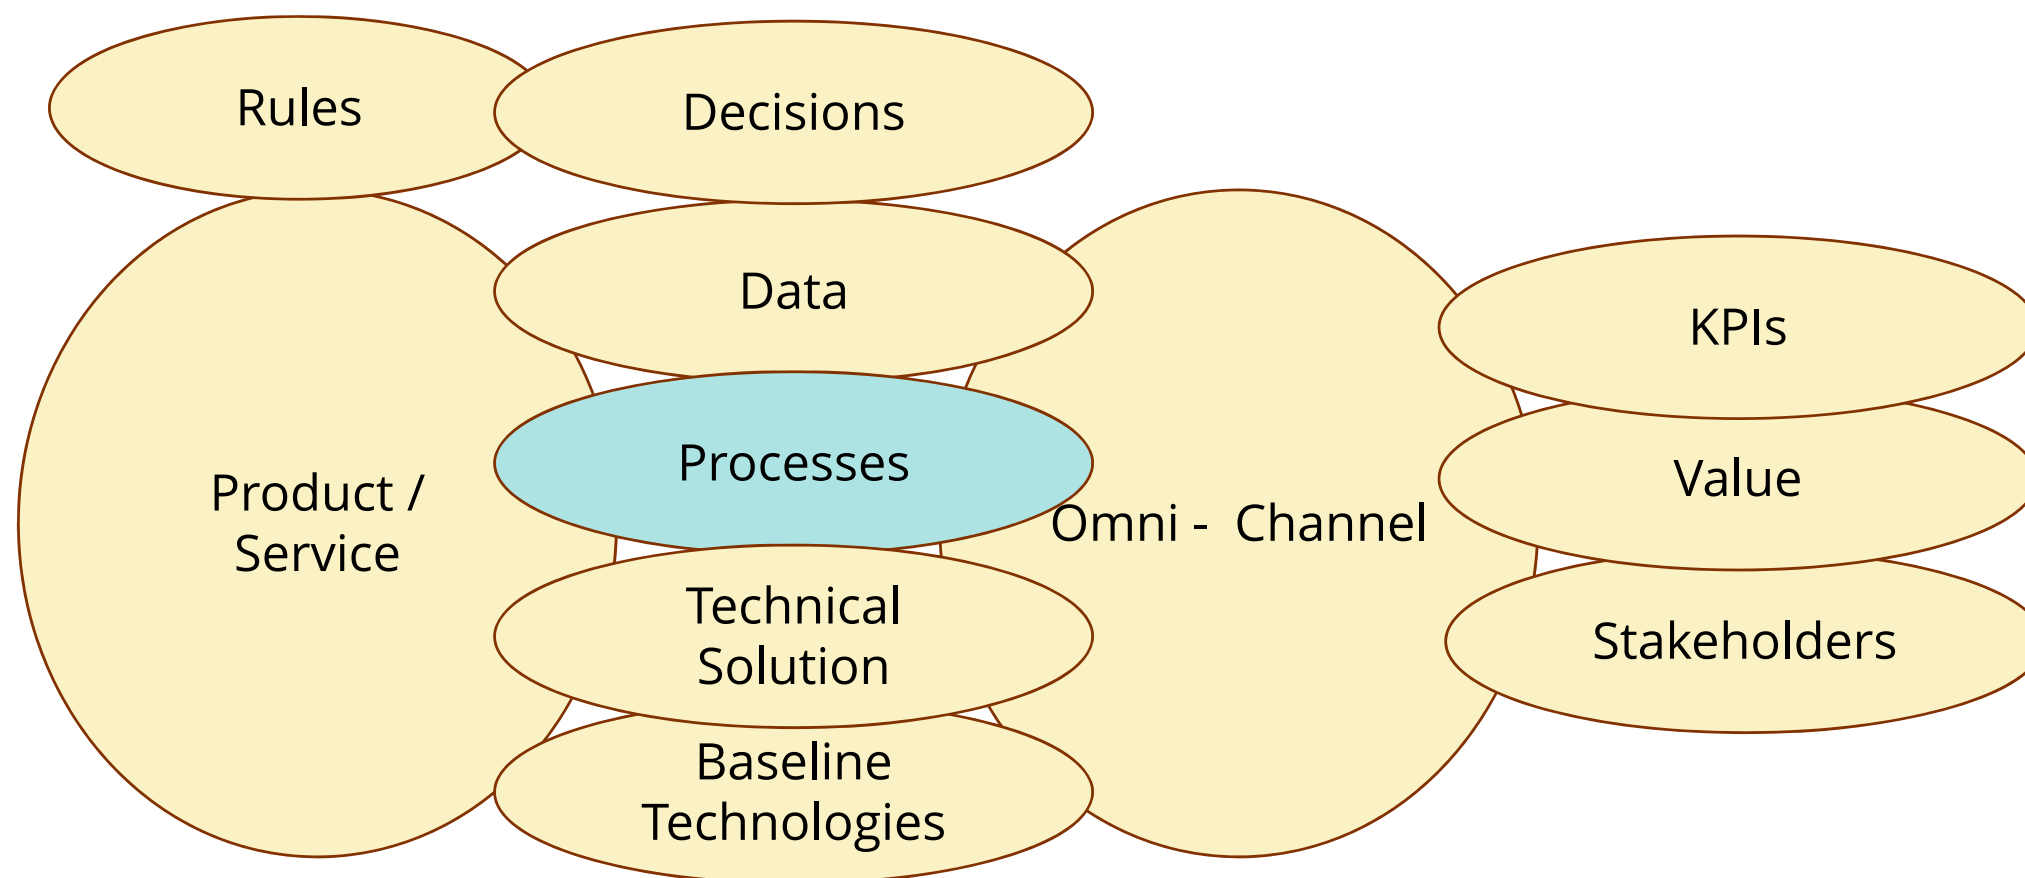 Rules
Decisions
Data
Processes
Product /
Service
Omni -  Channel
Technical
Solution
Baseline
Technologies
KPIs
Value
Stakeholders